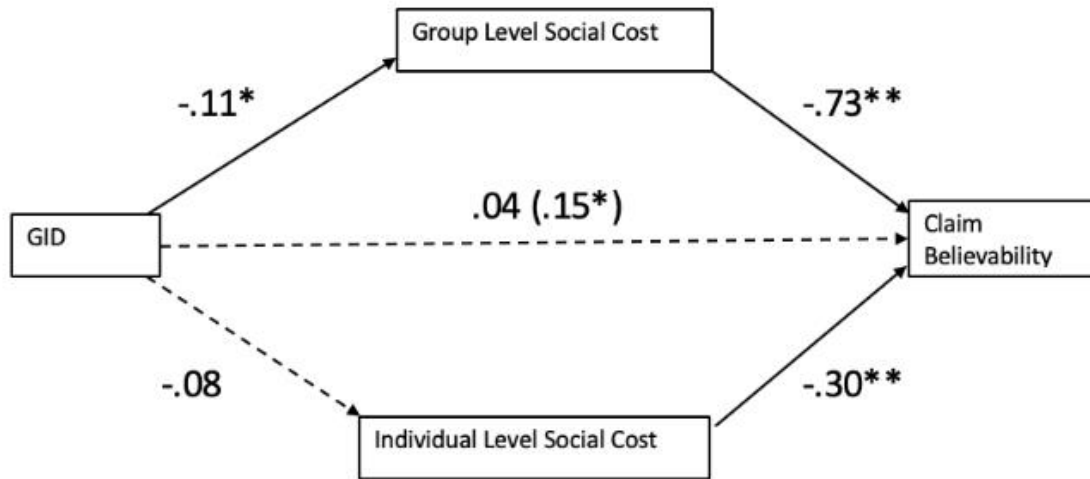 Group Level Social Cost
-.11*
-.73**
.04 (.15*)
GID
Claim
Believability
-.08
-.30**
Individual Level Social Cost